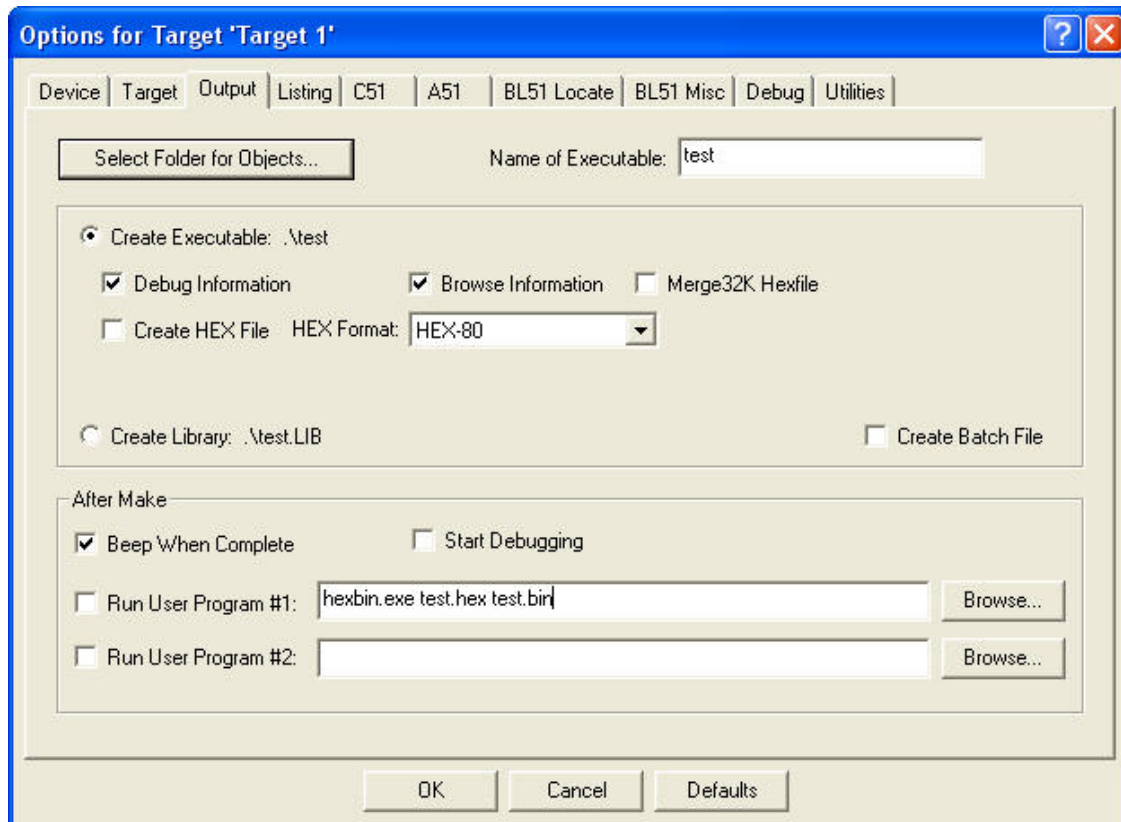 Options for Target 'Target 1'
Device Target Output Listing C51 A51 BL51 Locate BL51 Misc Debug Utilities
Select Folder for Objects... Name of Executable: test
Create Executable: .\test
Debug Information Browse Information Merge32K Hexfile
Create HEX File HEX Format: HEX-80
Create Library: .\test.LIB Create Batch File
After Make
Beep When Complete Start Debugging
Run User Program #1: hexbin.exe test.hex test.bin Browse...
Run User Program #2: Browse...
OK Cancel Defaults